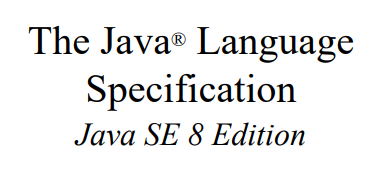 The Java® Language
Specification
Java SE 8 Edition